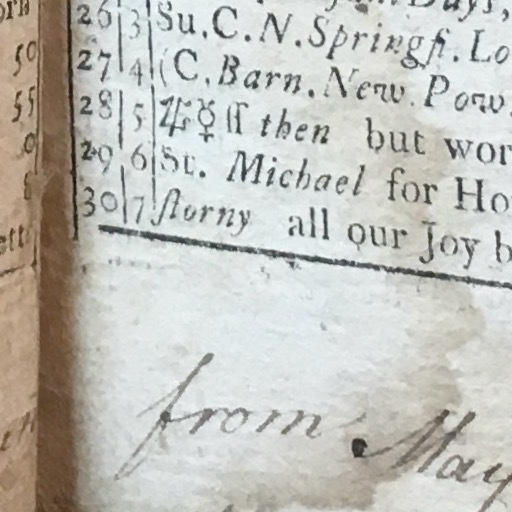 26 3 Su. C. N. Springfi. Lo
27 4 (C. Barn. New. Pow.
28 5 ♃ ☿ ſſ then but wor
29 6 St. Michael for Ho
30 7 ſtorny all our Joy b
from May
50
55
0